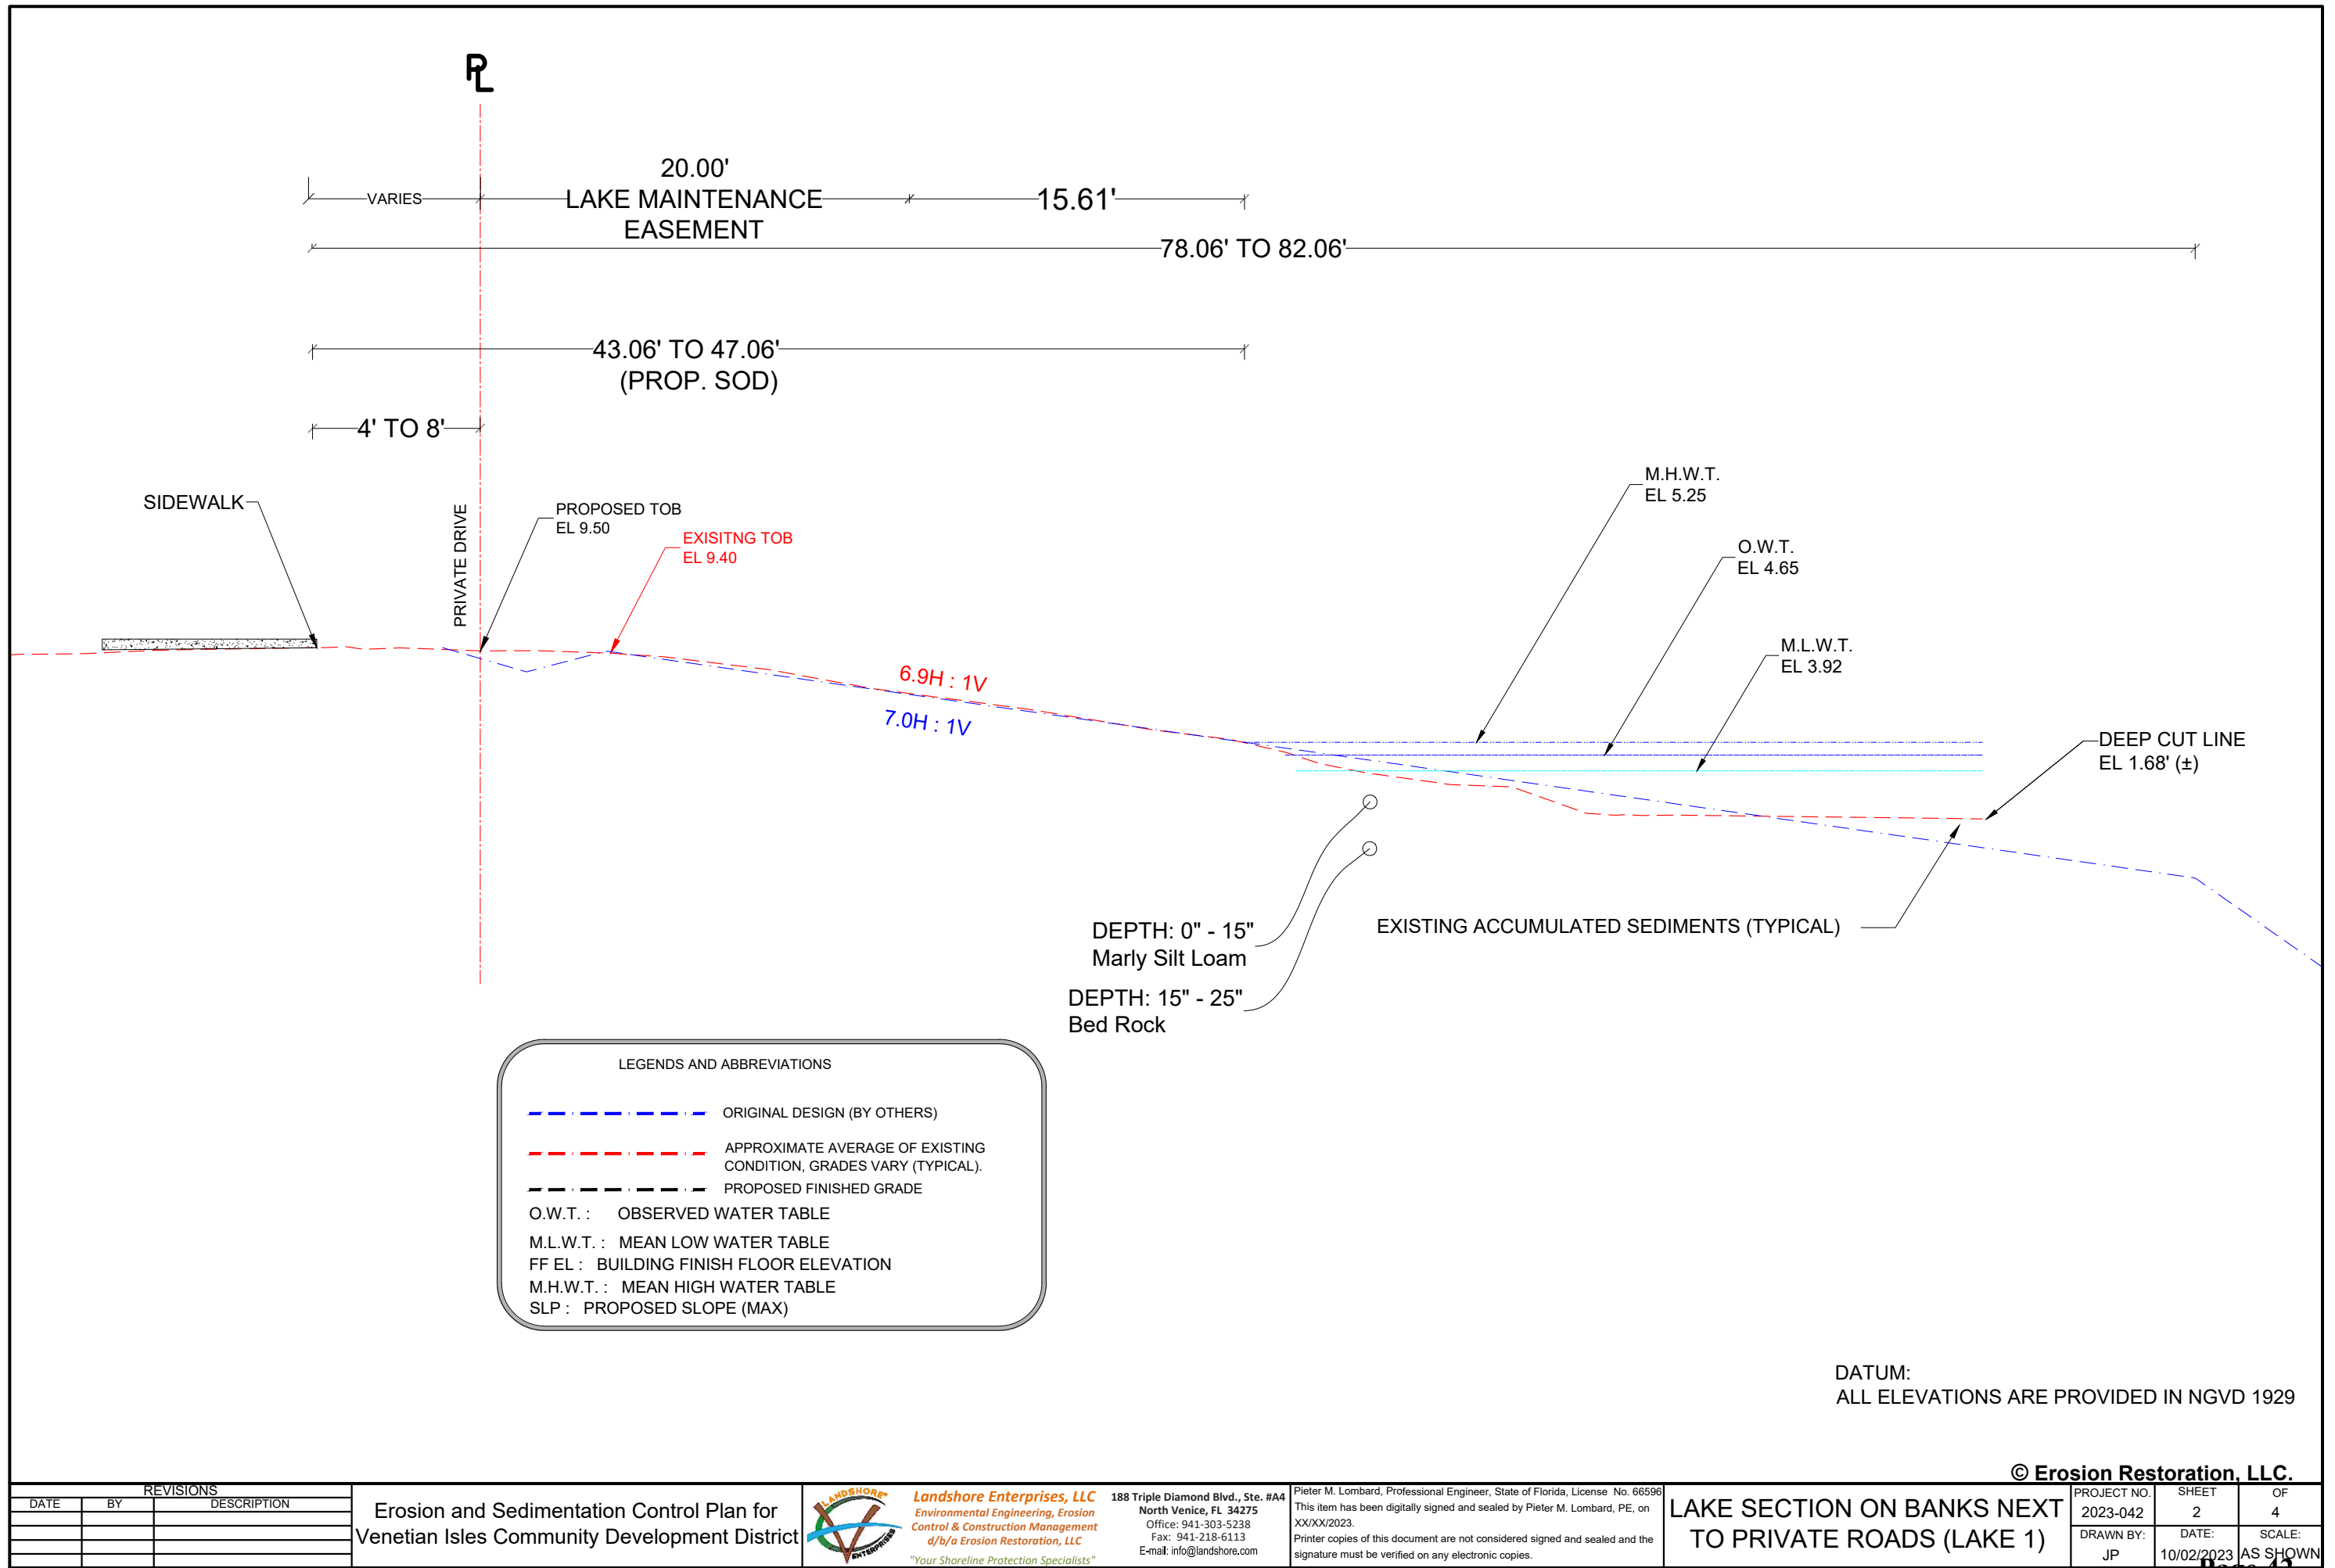 PL
20.00'
VARIES
LAKE MAINTENANCE
EASEMENT
15.61'
78.06' TO 82.06'
43.06' TO 47.06'
(PROP. SOD)
4' TO 8'
SIDEWALK
PRIVATE DRIVE
PROPOSED TOB
EL 9.50
EXISITNG TOB
EL 9.40
6.9H : 1V
7.0H : 1V
M.H.W.T.
EL 5.25
O.W.T.
EL 4.65
M.L.W.T.
EL 3.92
DEEP CUT LINE
EL 1.68' (±)
DEPTH: 0" - 15"
Marly Silt Loam
DEPTH: 15" - 25"
Bed Rock
EXISTING ACCUMULATED SEDIMENTS (TYPICAL)
LEGENDS AND ABBREVIATIONS
ORIGINAL DESIGN (BY OTHERS)
APPROXIMATE AVERAGE OF EXISTING
CONDITION, GRADES VARY (TYPICAL).
PROPOSED FINISHED GRADE
O.W.T. : OBSERVED WATER TABLE
M.L.W.T. : MEAN LOW WATER TABLE
FF EL : BUILDING FINISH FLOOR ELEVATION
M.H.W.T. : MEAN HIGH WATER TABLE
SLP : PROPOSED SLOPE (MAX)
DATUM:
ALL ELEVATIONS ARE PROVIDED IN NGVD 1929
© Erosion Restoration, LLC.
REVISIONS
DATE BY DESCRIPTION
Erosion and Sedimentation Control Plan for
Venetian Isles Community Development District
LANDSHORE
ENTERPRISES
Landshore Enterprises, LLC
Environmental Engineering, Erosion
Control & Construction Management
d/b/a Erosion Restoration, LLC
"Your Shoreline Protection Specialists"
188 Triple Diamond Blvd., Ste. #A4
North Venice, FL 34275
Office: 941-303-5238
Fax: 941-218-6113
E-mail: info@landshore.com
Pieter M. Lombard, Professional Engineer, State of Florida, License No. 66596
This item has been digitally signed and sealed by Pieter M. Lombard, PE, on
XX/XX/2023.
Printer copies of this document are not considered signed and sealed and the
signature must be verified on any electronic copies.
LAKE SECTION ON BANKS NEXT
TO PRIVATE ROADS (LAKE 1)
PROJECT NO. SHEET OF
2023-042 2 4
DRAWN BY: DATE: SCALE:
JP 10/02/2023 AS SHOWN
Page 42